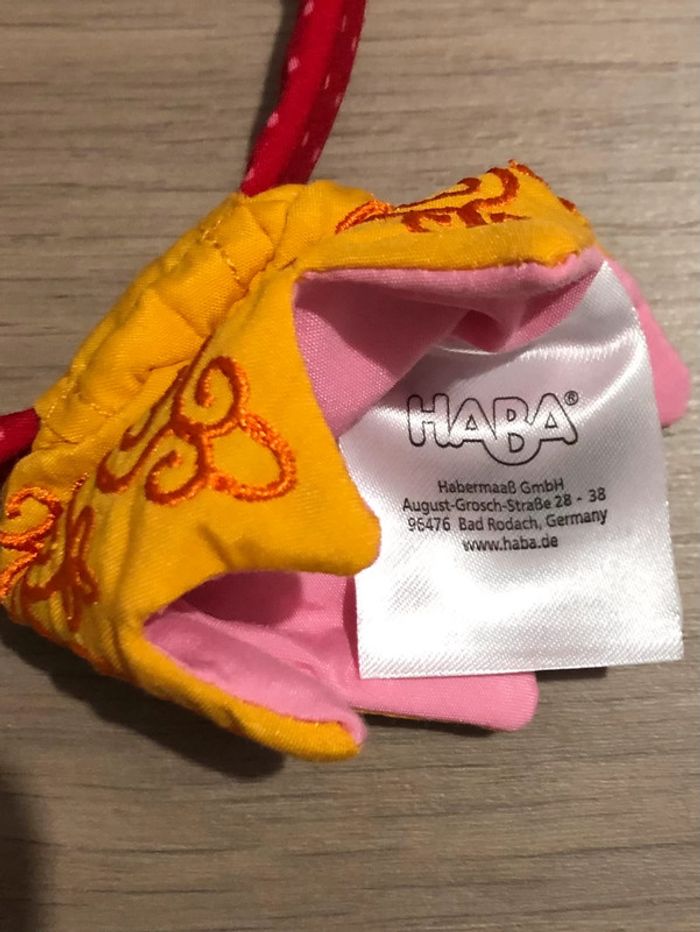 HABA®
Habermaaß GmbH
August-Grosch-Straße 28 - 38
96476 Bad Rodach, Germany
www.haba.de